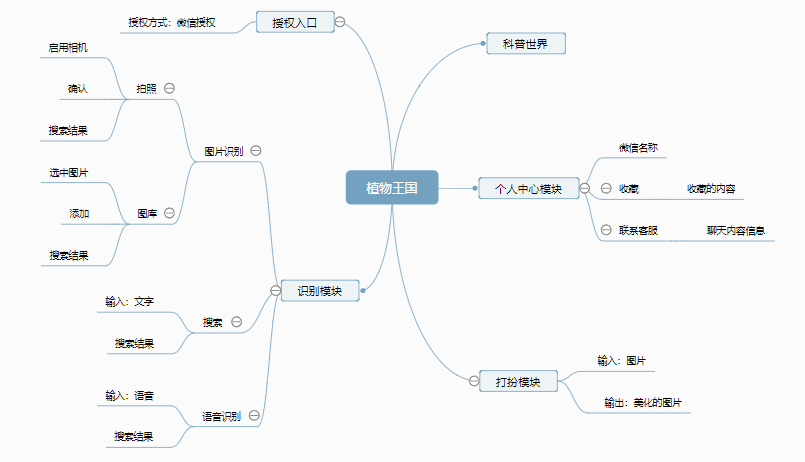 授权方式：微信授权
授权入口
启用相机
确认
搜索结果
拍照
图片识别
选中图片
添加
搜索结果
图库
输入：文字
搜索结果
搜索
输入：语音
搜索结果
语音识别
识别模块
植物王国
科普世界
个人中心模块
微信名称
收藏
收藏的内容
联系客服
聊天内容信息
打扮模块
输入：图片
输出：美化的图片